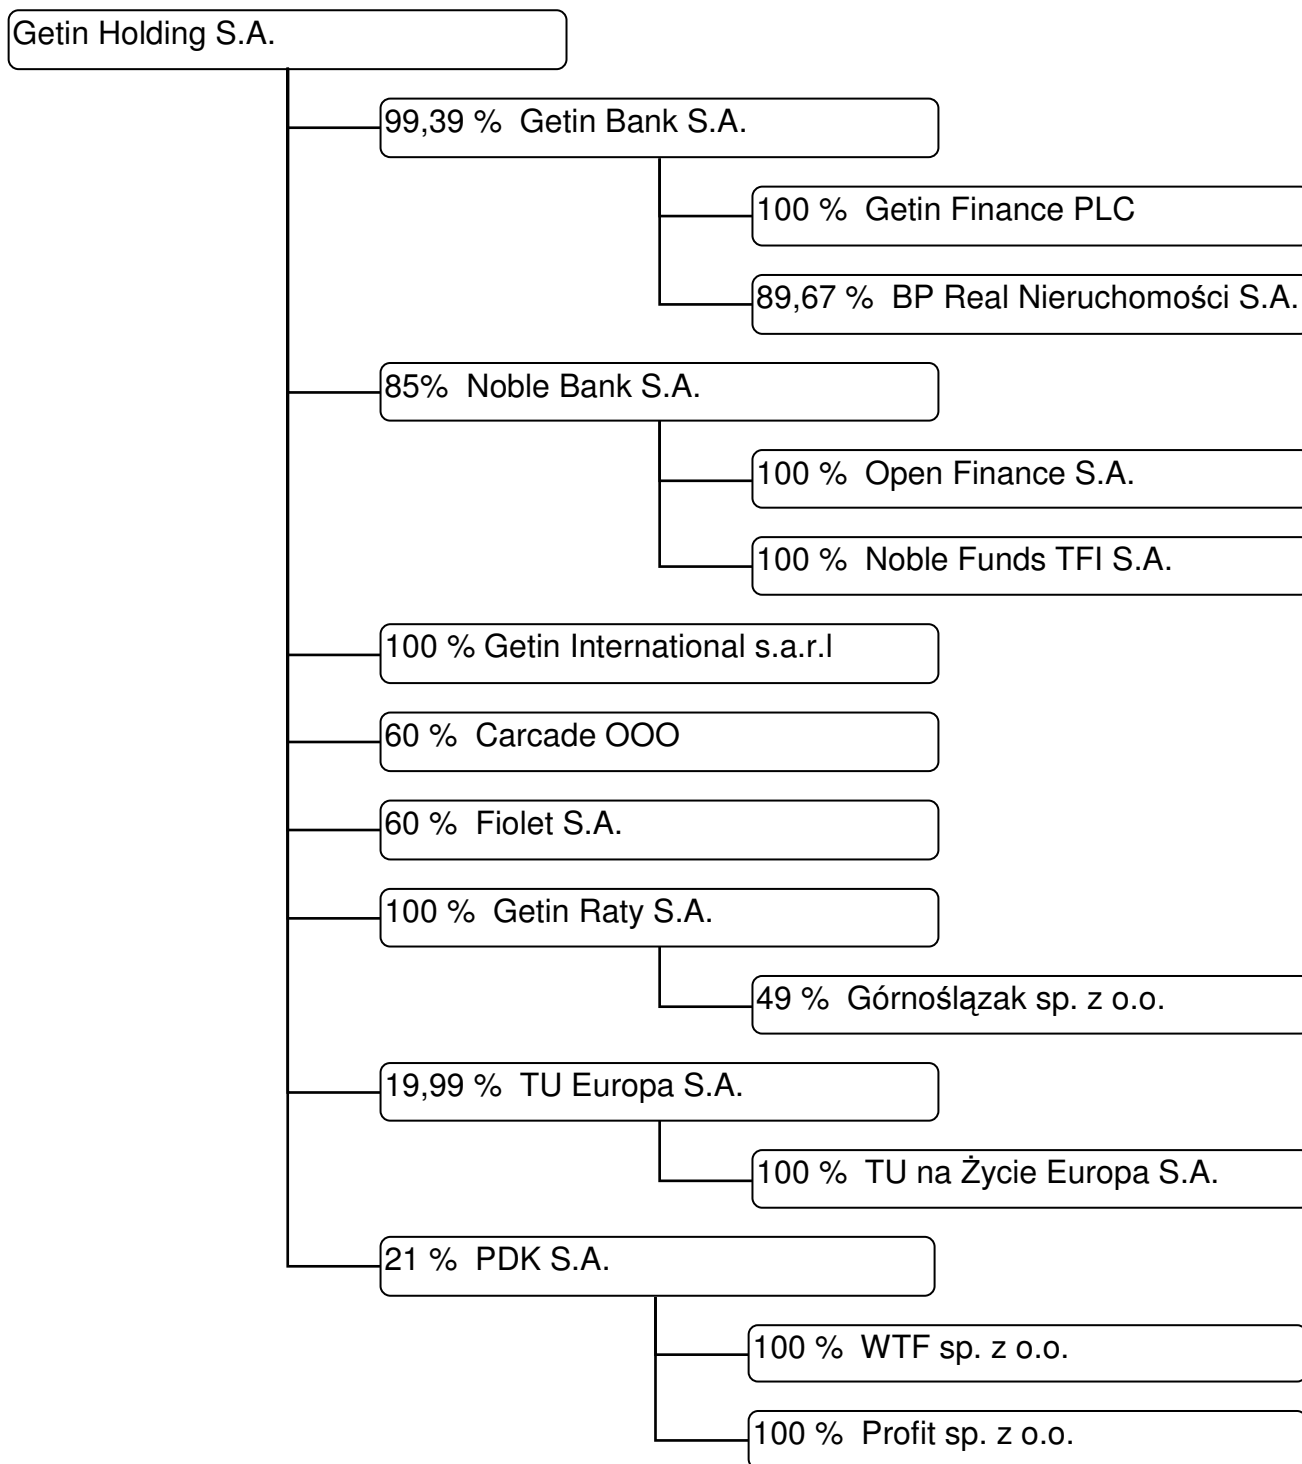 Getin Holding S.A.
99,39 % Getin Bank S.A.
100 % Getin Finance PLC
89,67 % BP Real Nieruchomości S.A.
85% Noble Bank S.A.
100 % Open Finance S.A.
100 % Noble Funds TFI S.A.
100 % Getin International s.a.r.l
60 % Carcade OOO
60 % Fiolet S.A.
100 % Getin Raty S.A.
49 % Górnoślązak sp. z o.o.
19,99 % TU Europa S.A.
100 % TU na Życie Europa S.A.
21 % PDK S.A.
100 % WTF sp. z o.o.
100 % Profit sp. z o.o.